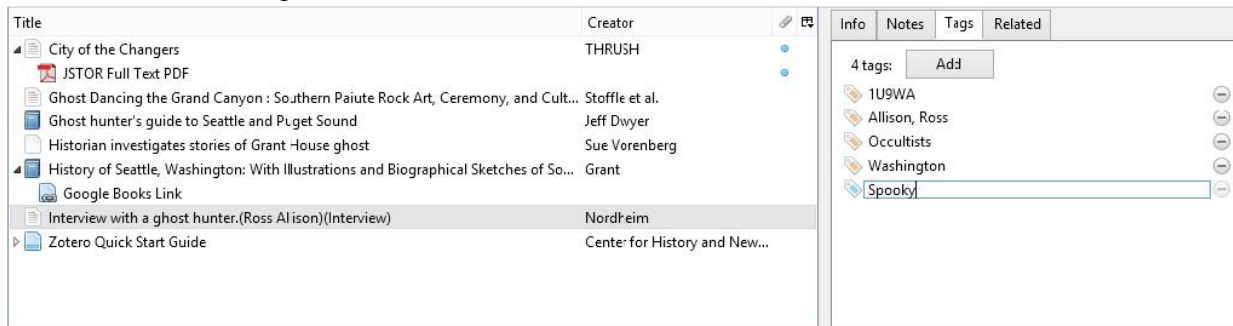 Title Creator
City of the Changers THRUSH
JSTOR Full Text PDF
Ghost Dancing the Grand Canyon : Southern Paiute Rock Art, Ceremony, and Cult... Stoffle et al.
Ghost hunter's guide to Seattle and Puget Sound Jeff Dwyer
Historian investigates stories of Grant House ghost Sue Vorenberg
History of Seattle, Washington: With Illustrations and Biographical Sketches of So... Grant
Google Books Link
Interview with a ghost hunter.(Ross Allison)(Interview) Nordheim
Zotero Quick Start Guide Center for History and New...
Info Notes Tags Related
4 tags: Add
1U9WA
Allison, Ross
Occultists
Washington
Spooky